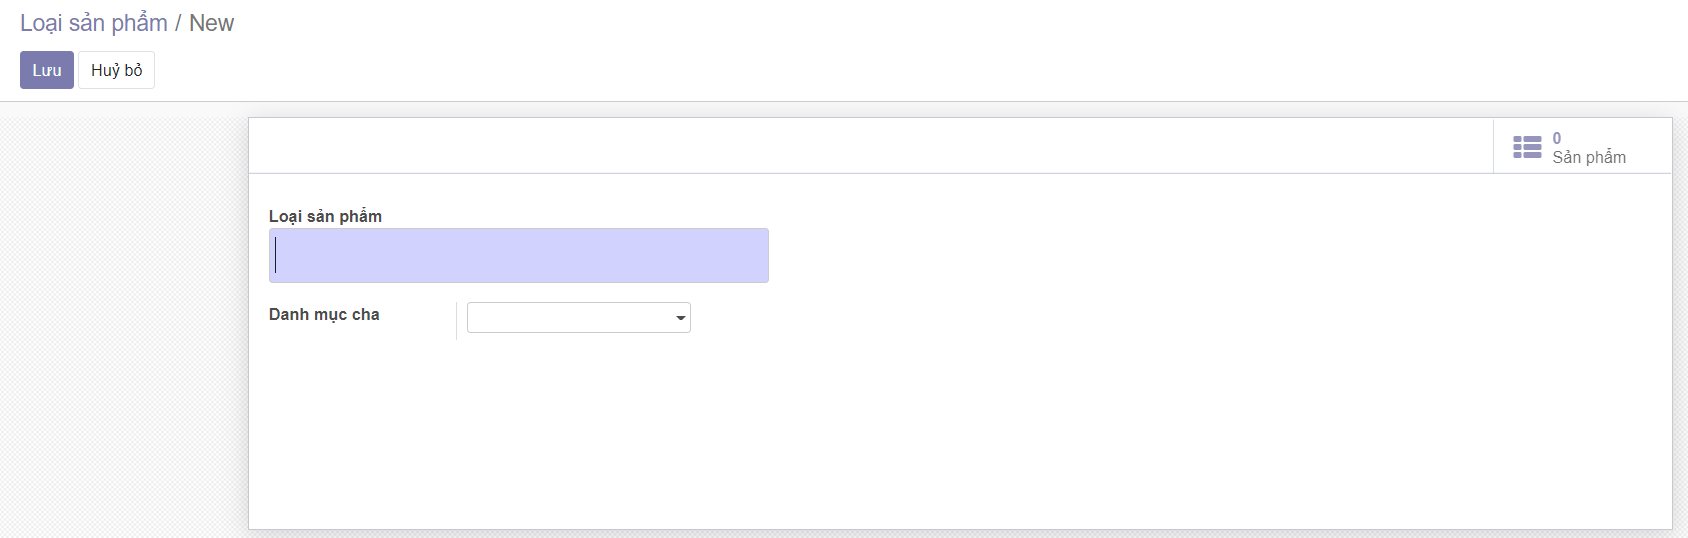 Loại sản phẩm / New
Lưu Huỷ bỏ
0
Sản phẩm
Loại sản phẩm
Danh mục cha